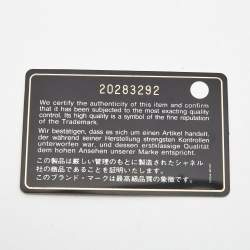 20283292
We certify the authenticity of this item and confirm
that it has been subjected to the most exacting quality
control. Its high quality is a symbol of the fine reputation
of the Trademark.
Wir bestätigen, dass es sich um einen Artikel handelt,
der während seiner Herstellung strengsten Kontrollen
unterworfen war, und dessen erstklassige Qualität
dem hohen Ansehen unserer Marke entspricht.
この製品は厳しい管理のもとに製造されたシャネル
社の商品であることを証明いたします。
このブランド・マークは最高級品質の象徴です。